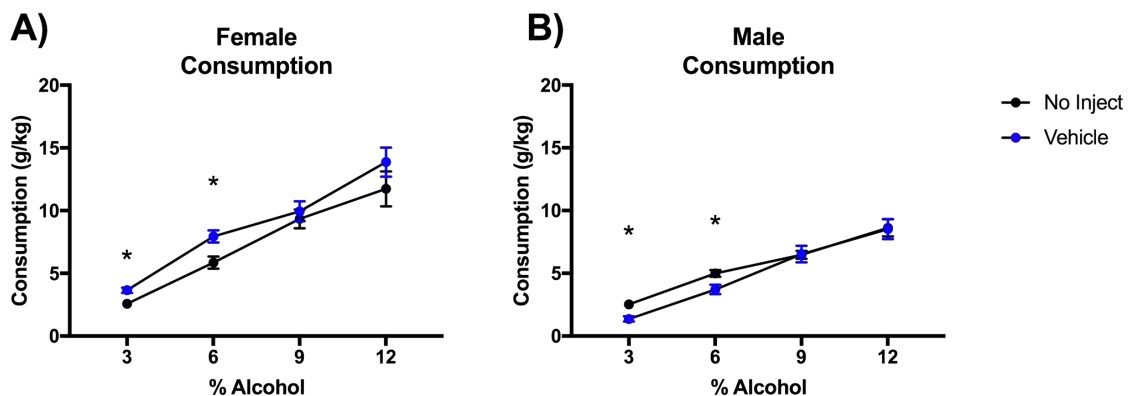 A)
Female
Consumption
Consumption (g/kg)
20
15
10
5
0
*
*
3
6
9
12
% Alcohol
B)
Male
Consumption
Consumption (g/kg)
20
15
10
5
0
*
*
3
6
9
12
% Alcohol
No Inject
Vehicle